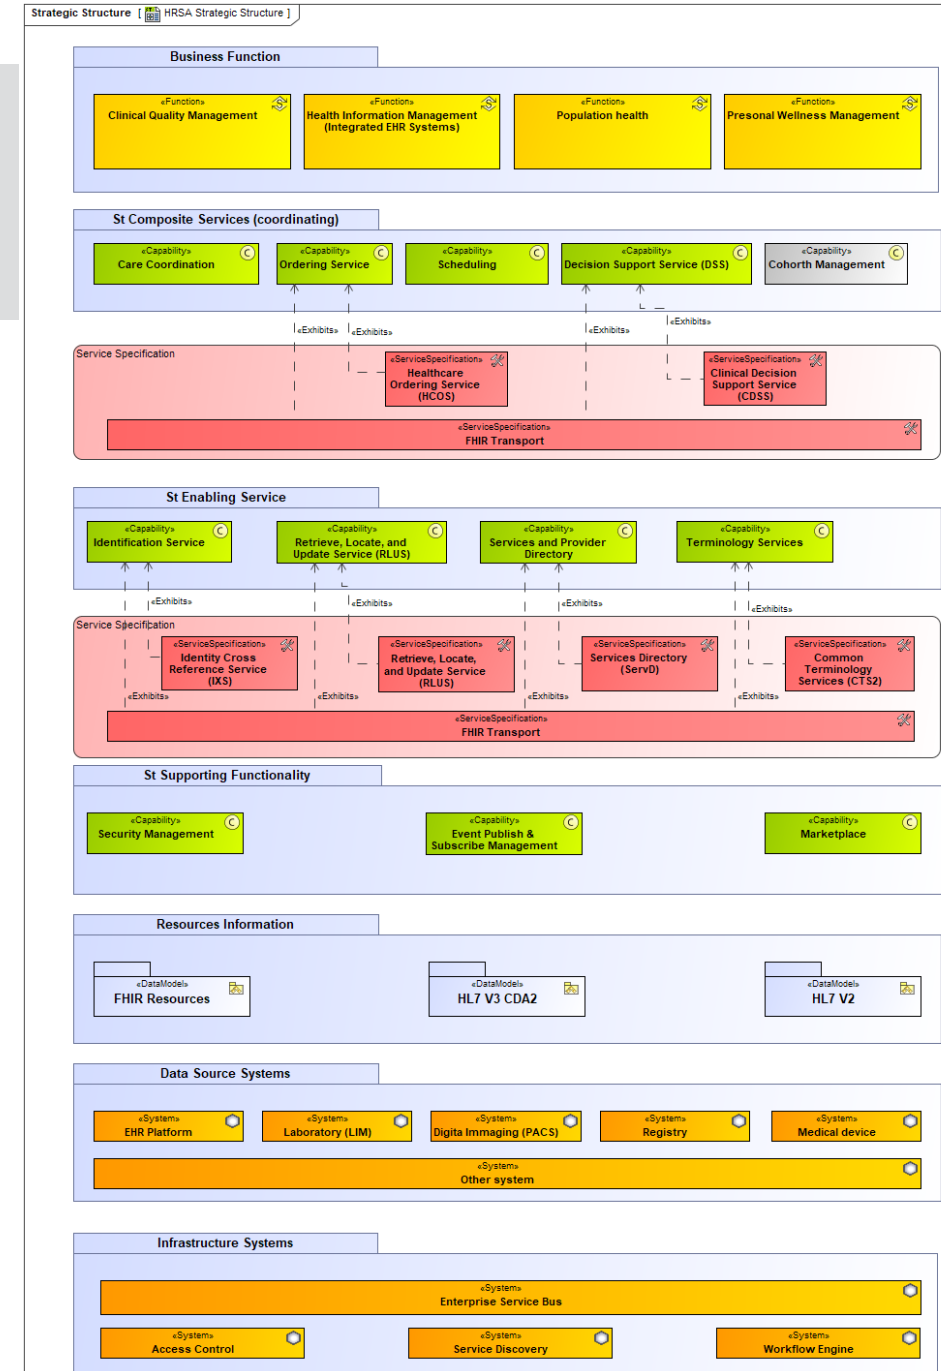 Strategic Structure [ HRSA Strategic Structure ]
Business Function
«Function»
Clinical Quality Management
«Function»
Health Information Management
(Integrated EHR Systems)
«Function»
Population health
«Function»
Presonal Wellness Management
St Composite Services (coordinating)
«Capability»
Care Coordination
C
«Capability»
Ordering Service
C
«Capability»
Scheduling
C
«Capability»
Decision Support Service (DSS)
C
«Capability»
Cohorth Management
C
«Exhibits»
«Exhibits»
«Exhibits»
«Exhibits»
Service Specification
«ServiceSpecification»
Healthcare
Ordering Service
(HCOS)
«ServiceSpecification»
Clinical Decision
Support Service
(CDSS)
«ServiceSpecification»
FHIR Transport
St Enabling Service
«Capability»
Identification Service
C
«Capability»
Retrieve, Locate, and
Update Service (RLUS)
C
«Capability»
Services and Provider
Directory
C
«Capability»
Terminology Services
C
«Exhibits»
«Exhibits»
«Exhibits»
«Exhibits»
Service Specification
«ServiceSpecification»
Identity Cross
Reference Service
(IXS)
«ServiceSpecification»
Retrieve, Locate,
and Update Service
(RLUS)
«ServiceSpecification»
Services Directory
(ServD)
«ServiceSpecification»
Common
Terminology
Services (CTS2)
«Exhibits»
«Exhibits»
«Exhibits»
«Exhibits»
«ServiceSpecification»
FHIR Transport
St Supporting Functionality
«Capability»
Security Management
C
«Capability»
Event Publish &
Subscribe Management
C
«Capability»
Marketplace
C
Resources Information
«DataModel»
FHIR Resources
«DataModel»
HL7 V3 CDA2
«DataModel»
HL7 V2
Data Source Systems
«System»
EHR Platform
«System»
Laboratory (LIM)
«System»
Digita Immaging (PACS)
«System»
Registry
«System»
Medical device
«System»
Other system
Infrastructure Systems
«System»
Enterprise Service Bus
«System»
Access Control
«System»
Service Discovery
«System»
Workflow Engine